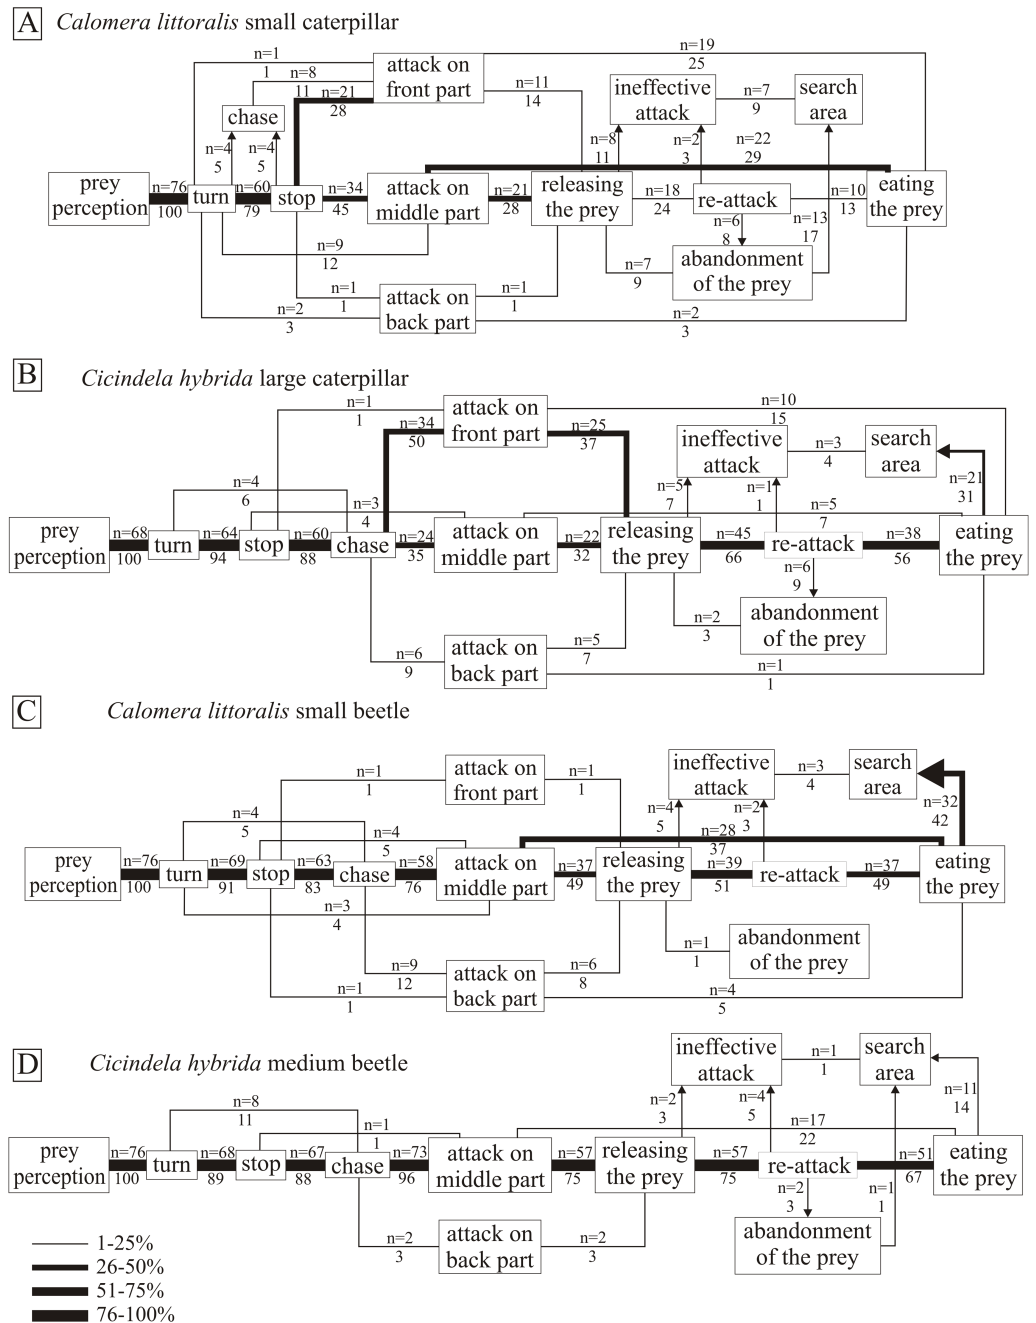 A Calomera littoralis small caterpillar
n=1
1
n=8
11
n=21
28
attack on
front part
n=19
25
n=11
14
ineffective
attack
n=7
9
search
area
chase
n=4
5
n=4
5
n=8
11
n=2
3
n=22
29
prey
perception
n=76
100
turn
n=60
79
stop
n=34
45
attack on
middle part
n=21
28
releasing
the prey
n=18
24
re-attack
n=10
13
eating
the prey
n=6
8
n=13
17
n=9
12
n=7
9
abandonment
of the prey
n=1
1
attack on
back part
n=1
1
n=2
3
n=2
3
B Cicindela hybrida large caterpillar
n=1
1
attack on
front part
n=10
15
n=34
50
n=25
37
ineffective
attack
n=3
4
search
area
n=4
6
n=3
4
n=5
7
n=1
1
n=5
7
n=21
31
prey
perception
n=68
100
turn
n=64
94
stop
n=60
88
chase
n=24
35
attack on
middle part
n=22
32
releasing
the prey
n=45
66
re-attack
n=38
56
eating
the prey
n=6
9
n=2
3
abandonment
of the prey
n=6
9
attack on
back part
n=5
7
n=1
1
C Calomera littoralis small beetle
n=1
1
attack on
front part
n=1
1
ineffective
attack
n=3
4
search
area
n=4
5
n=4
5
n=4
5
n=2
3
n=28
37
n=32
42
prey
perception
n=76
100
turn
n=69
91
stop
n=63
83
chase
n=58
76
attack on
middle part
n=37
49
releasing
the prey
n=39
51
re-attack
n=37
49
eating
the prey
n=3
4
n=1
1
abandonment
of the prey
n=9
12
attack on
back part
n=6
8
n=1
1
n=4
5
D Cicindela hybrida medium beetle
ineffective
attack
n=1
1
search
area
n=8
11
n=1
1
n=2
3
n=4
5
n=17
22
n=11
14
prey
perception
n=76
100
turn
n=68
89
stop
n=67
88
chase
n=73
96
attack on
middle part
n=57
75
releasing
the prey
n=57
75
re-attack
n=51
67
eating
the prey
n=2
3
n=1
1
n=2
3
attack on
back part
n=2
3
abandonment
of the prey
1-25%
26-50%
51-75%
76-100%